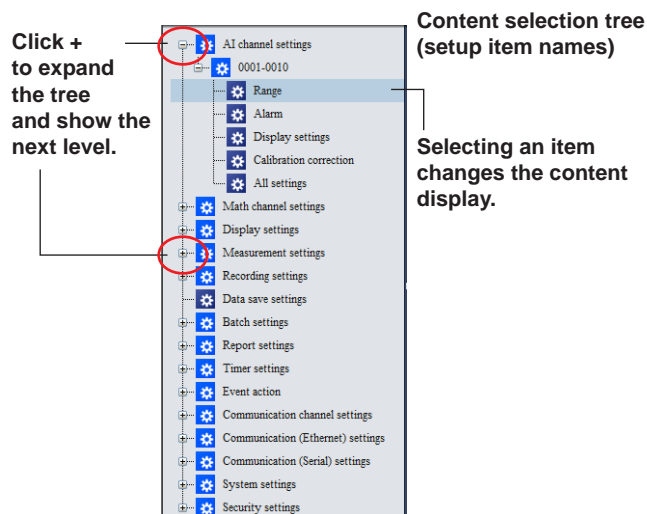 Click +
to expand
the tree
and show the
next level.
Content selection tree
(setup item names)
Selecting an item
changes the content
display.
AI channel settings
0001-0010
Range
Alarm
Display settings
Calibration correction
All settings
Math channel settings
Display settings
Measurement settings
Recording settings
Data save settings
Batch settings
Report settings
Timer settings
Event action
Communication channel settings
Communication (Ethernet) settings
Communication (Serial) settings
System settings
Security settings